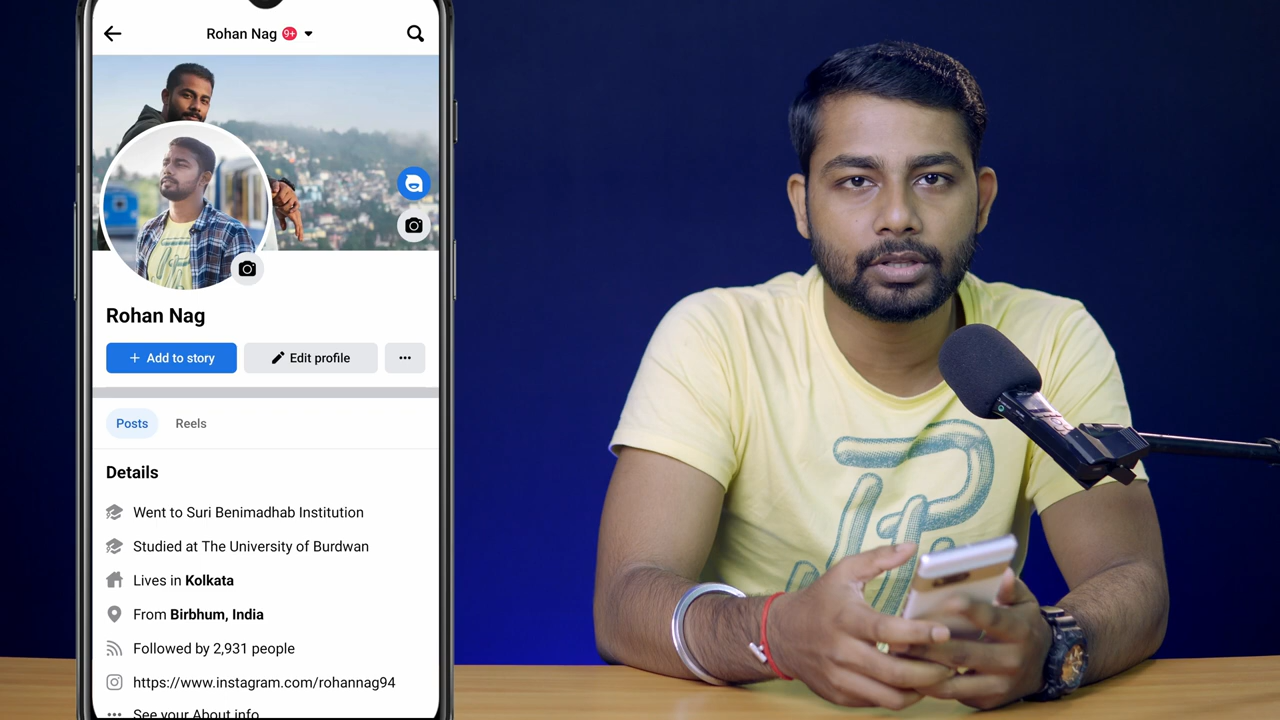 Rohan Nag 9+
Rohan Nag
+ Add to story
Edit profile
Posts
Reels
Details
Went to Suri Benimadhab Institution
Studied at The University of Burdwan
Lives in Kolkata
From Birbhum, India
Followed by 2,931 people
https://www.instagram.com/rohannag94
See your About info